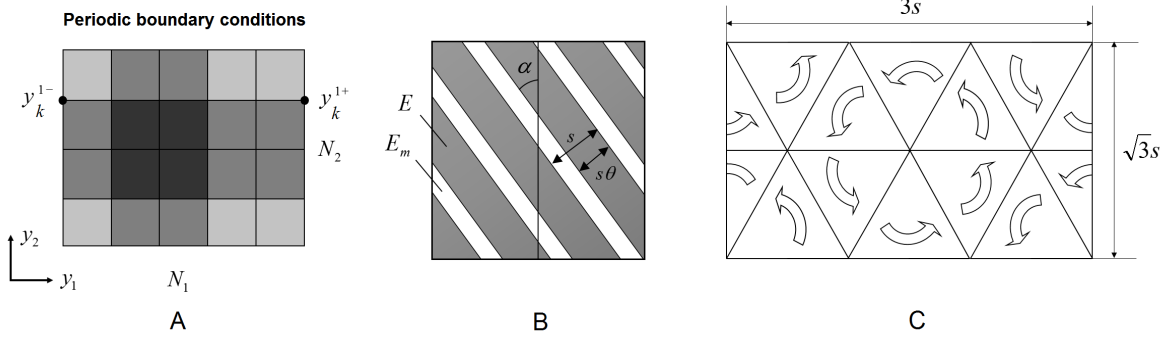 Periodic boundary conditions
y_k^{1-}
y_k^{1+}
N_2
y_2
y_1
N_1
A
α
E
E_m
s
sθ
B
3s
√3s
C